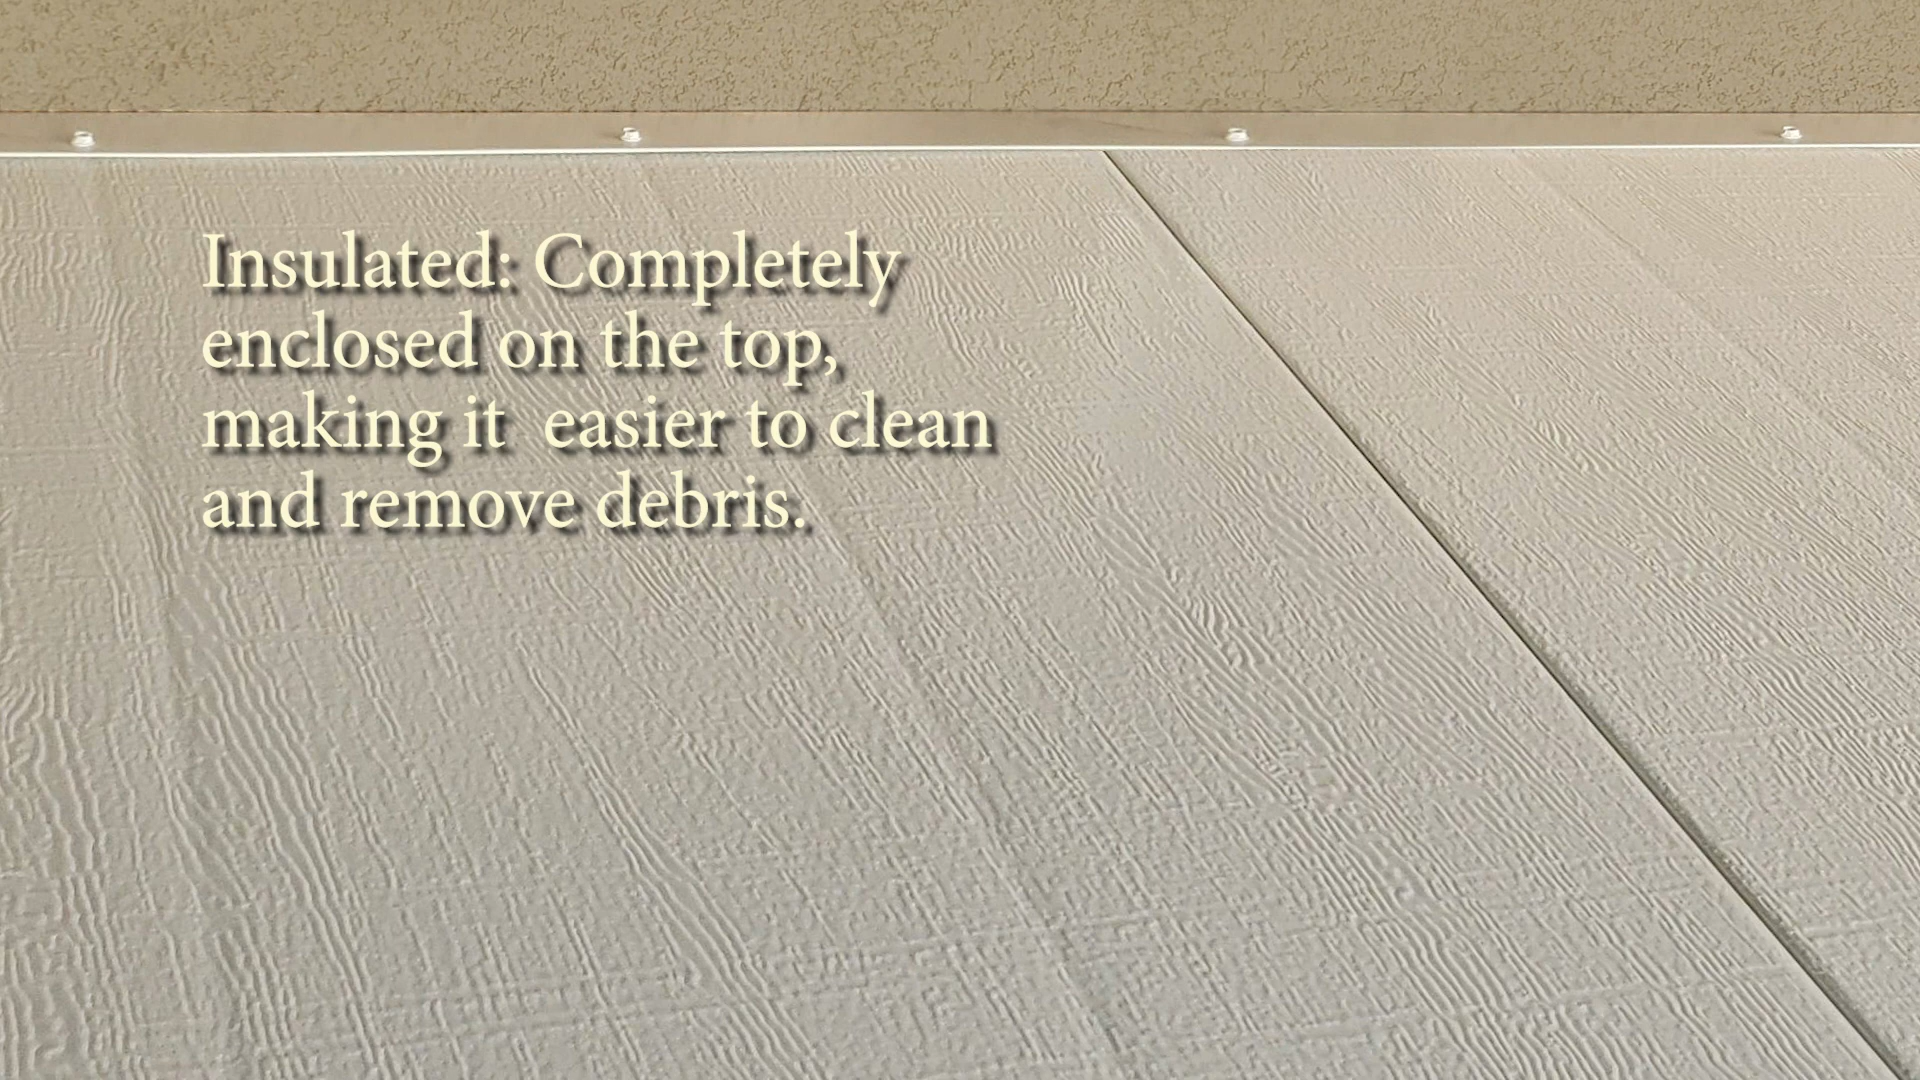 Insulated: Completely
enclosed on the top,
making it  easier to clean
and remove debris.